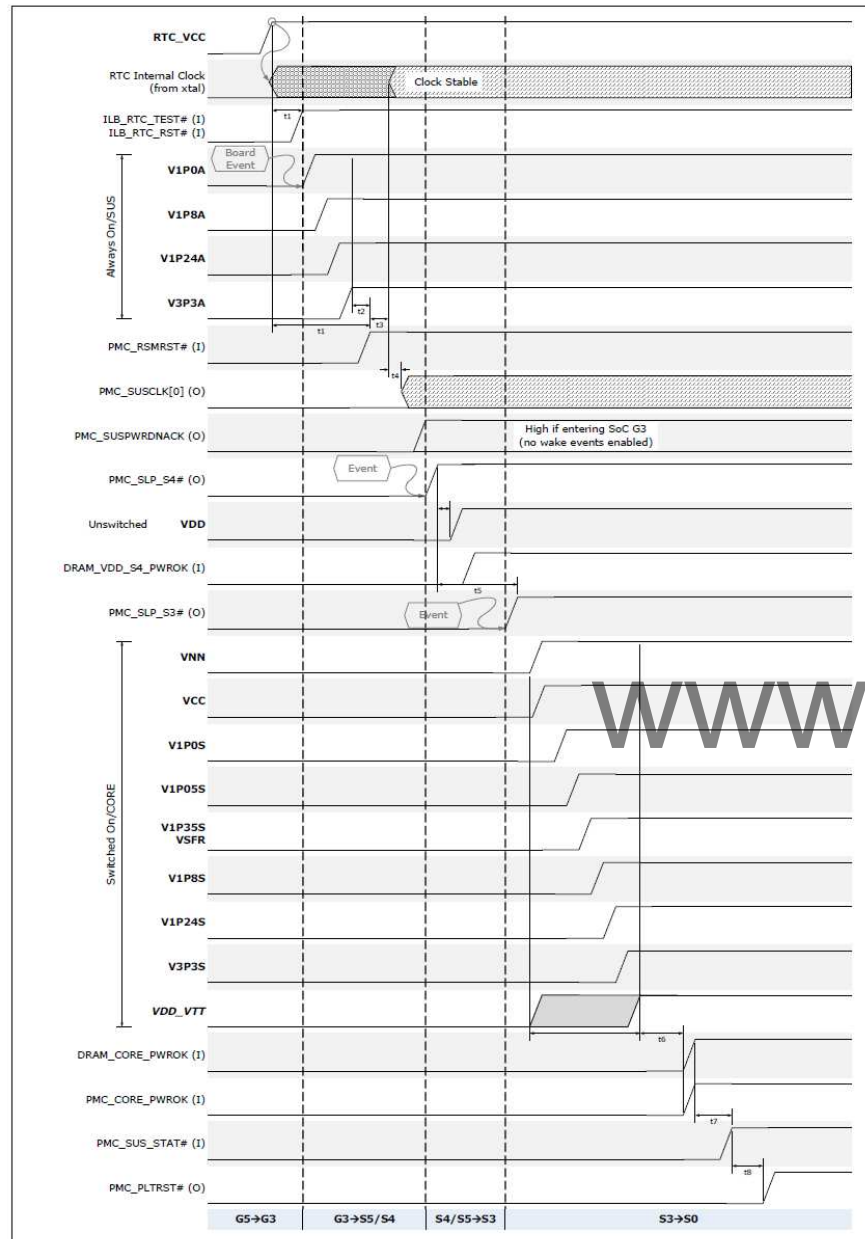 RTC_VCC
RTC Internal Clock
(from xtal)
Clock Stable
t1
ILB_RTC_TEST# (I)
ILB_RTC_RST# (I)
Board
Event
V1P0A
V1P8A
Always On/SUS
V1P24A
V3P3A
t2
t1
t3
PMC_RSMRST# (I)
t4
PMC_SUSCLK[0] (O)
PMC_SUSPWRDNACK (O)
High if entering SoC G3
(no wake events enabled)
Event
PMC_SLP_S4# (O)
Unswitched VDD
DRAM_VDD_S4_PWROK (I)
t5
PMC_SLP_S3# (O)
Event
VNN
VCC
www
V1P0S
V1P05S
V1P35S
VSFR
Switched On/CORE
V1P8S
V1P24S
V3P3S
VDD_VTT
t6
DRAM_CORE_PWROK (I)
PMC_CORE_PWROK (I)
t7
PMC_SUS_STAT# (I)
t8
PMC_PLTRST# (O)
G5→G3 G3→S5/S4 S4/S5→S3 S3→S0